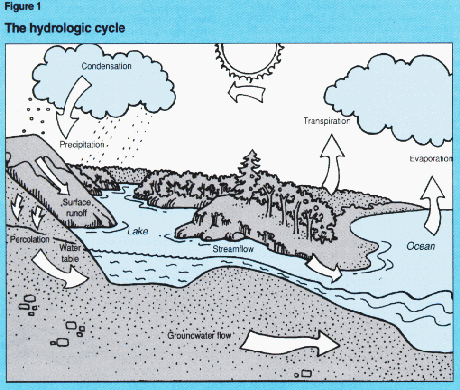 Figure 1
The hydrologic cycle
Condensation
Precipitation
Transpiration
Evaporation
Surface
runoff
Lake
Percolation
Water
table
Streamflow
Ocean
Groundwater flow